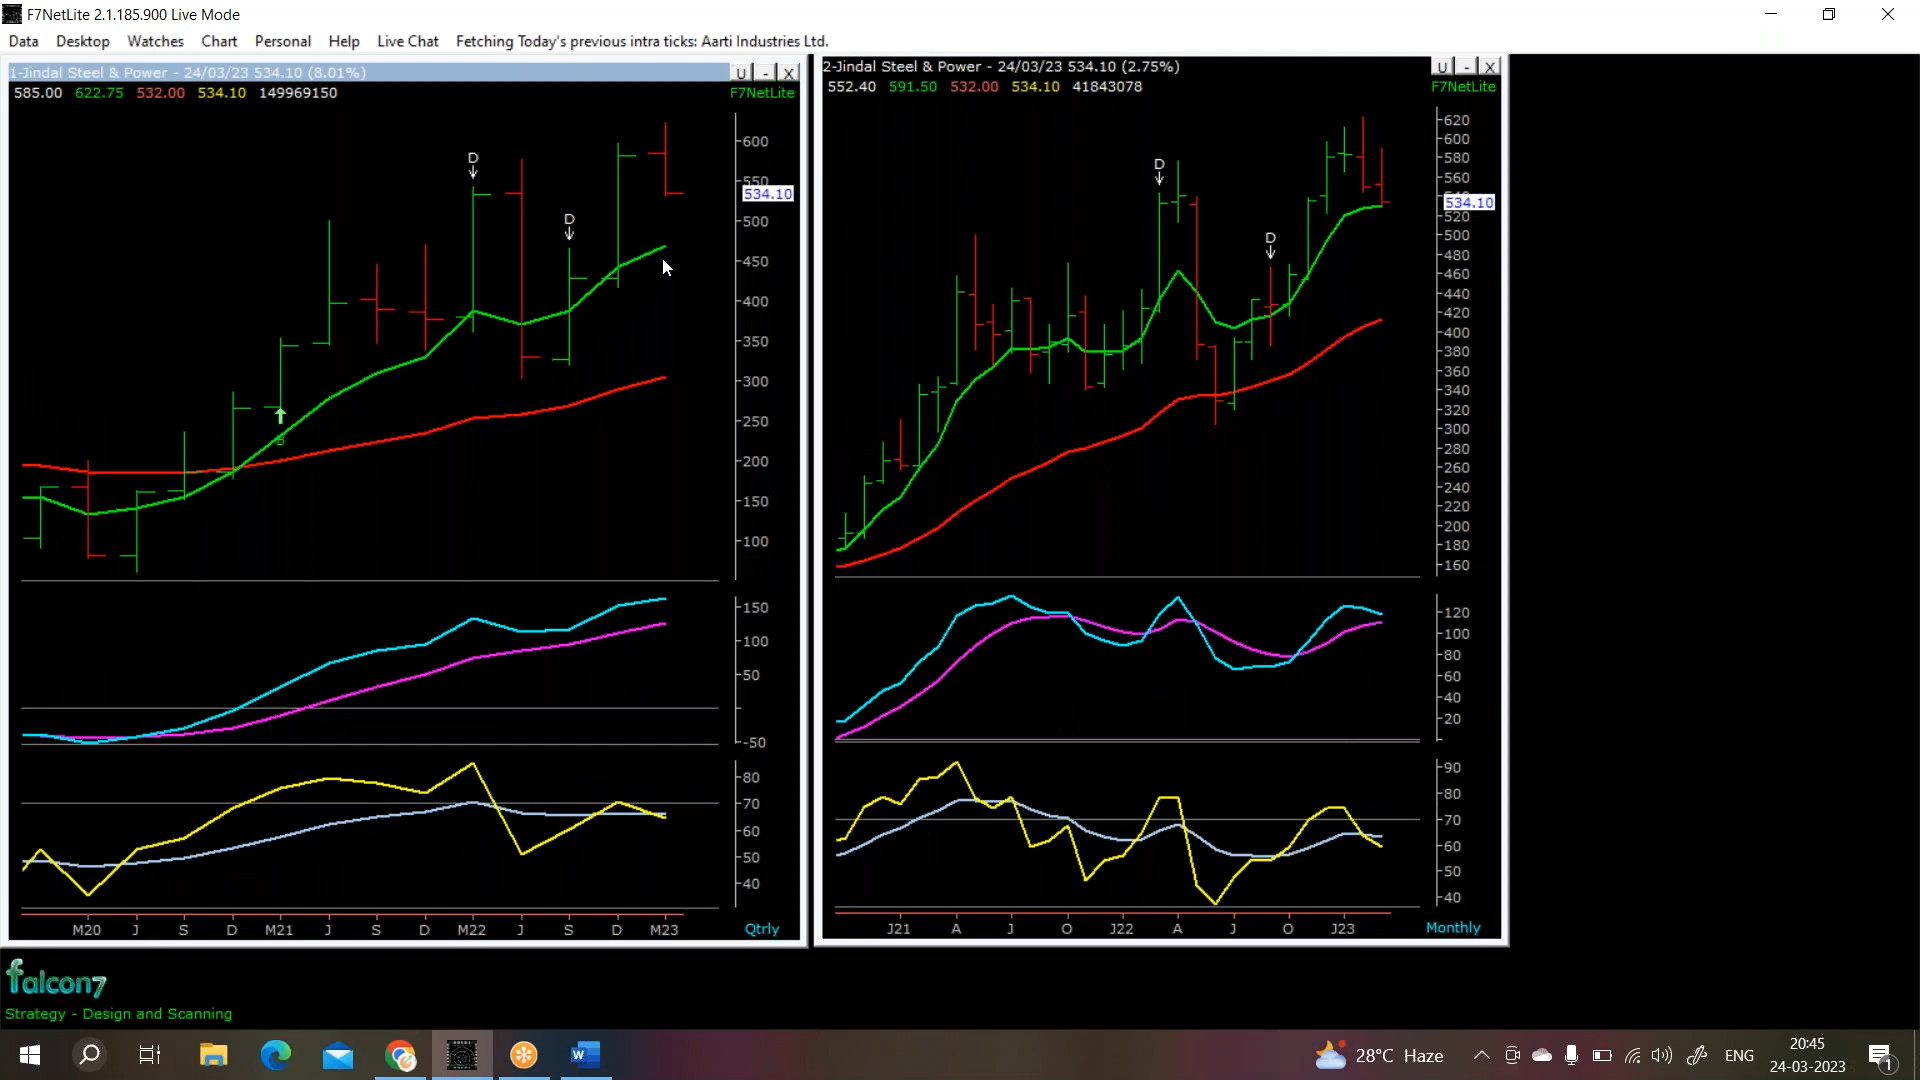 F7NetLite 2.1.185.900 Live Mode
Data Desktop Watches Chart Personal Help Live Chat Fetching Today's previous intra ticks: Aarti Industries Ltd.
1-Jindal Steel & Power - 24/03/23 534.10 (8.01%)
U - X
585.00 622.75 532.00 534.10 149969150
F7NetLite
D
D
B
600
550
534.10
500
450
400
350
300
250
200
150
100
150
100
50
-50
80
70
60
50
40
M20 J S D M21 J S D M22 J S D M23
Qtrly
2-Jindal Steel & Power - 24/03/23 534.10 (2.75%)
U - X
552.40 591.50 532.00 534.10 41843078
F7NetLite
D
D
620
600
580
560
534.10
520
500
480
460
440
420
400
380
360
340
320
300
280
260
240
220
200
180
160
120
100
80
60
40
20
90
80
70
60
50
40
J21 A J O J22 A J O J23
Monthly
falcon7
Strategy - Design and Scanning
W
28°C Haze
ENG
20:45
24-03-2023
1